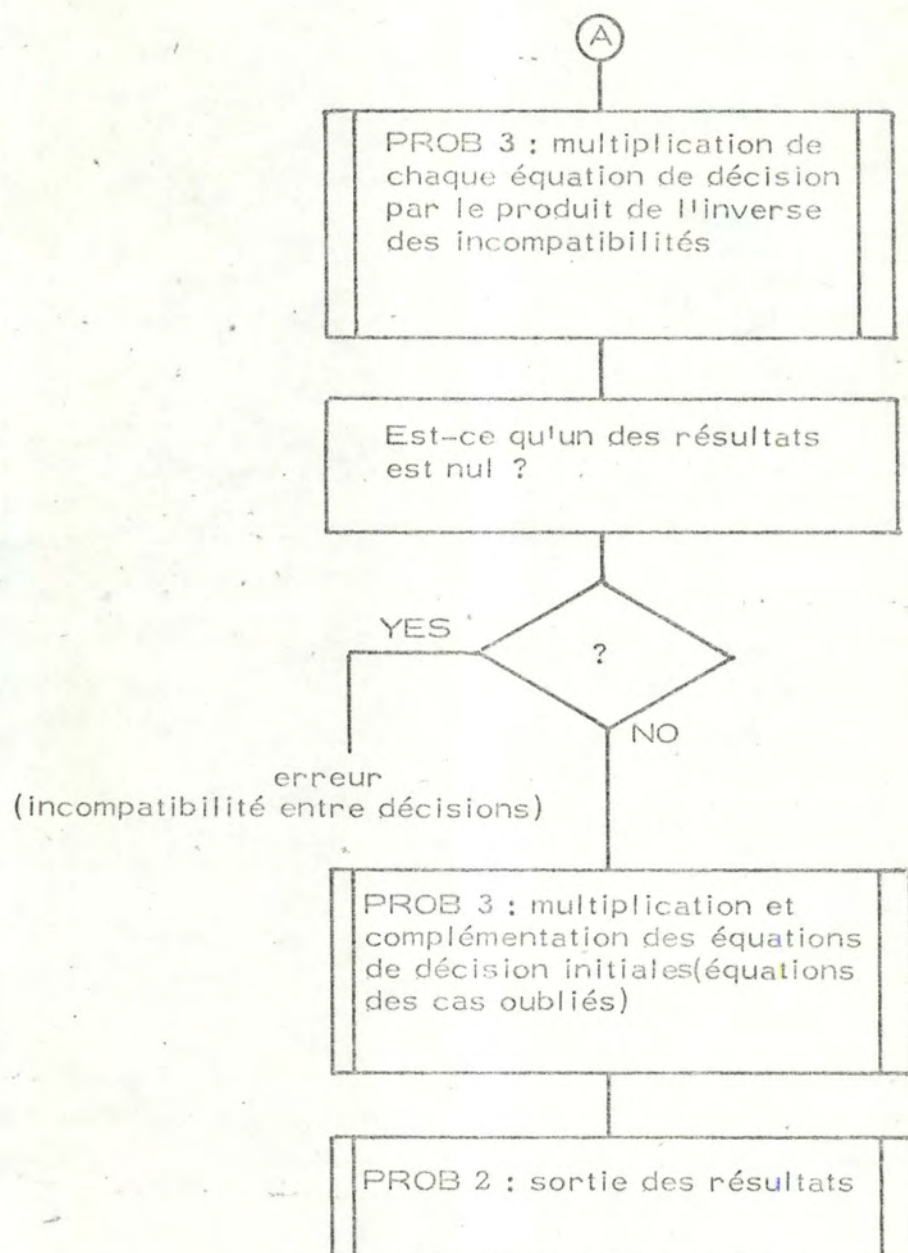 A
PROB 3 : multiplication de
chaque équation de décision
par le produit de l'inverse
des incompatibilités
Est-ce qu'un des résultats
est nul ?
YES
?
NO
erreur
(incompatibilité entre décisions)
PROB 3 : multiplication et
complémentation des équations
de décision initiales(équations
des cas oubliés)
PROB 2 : sortie des résultats